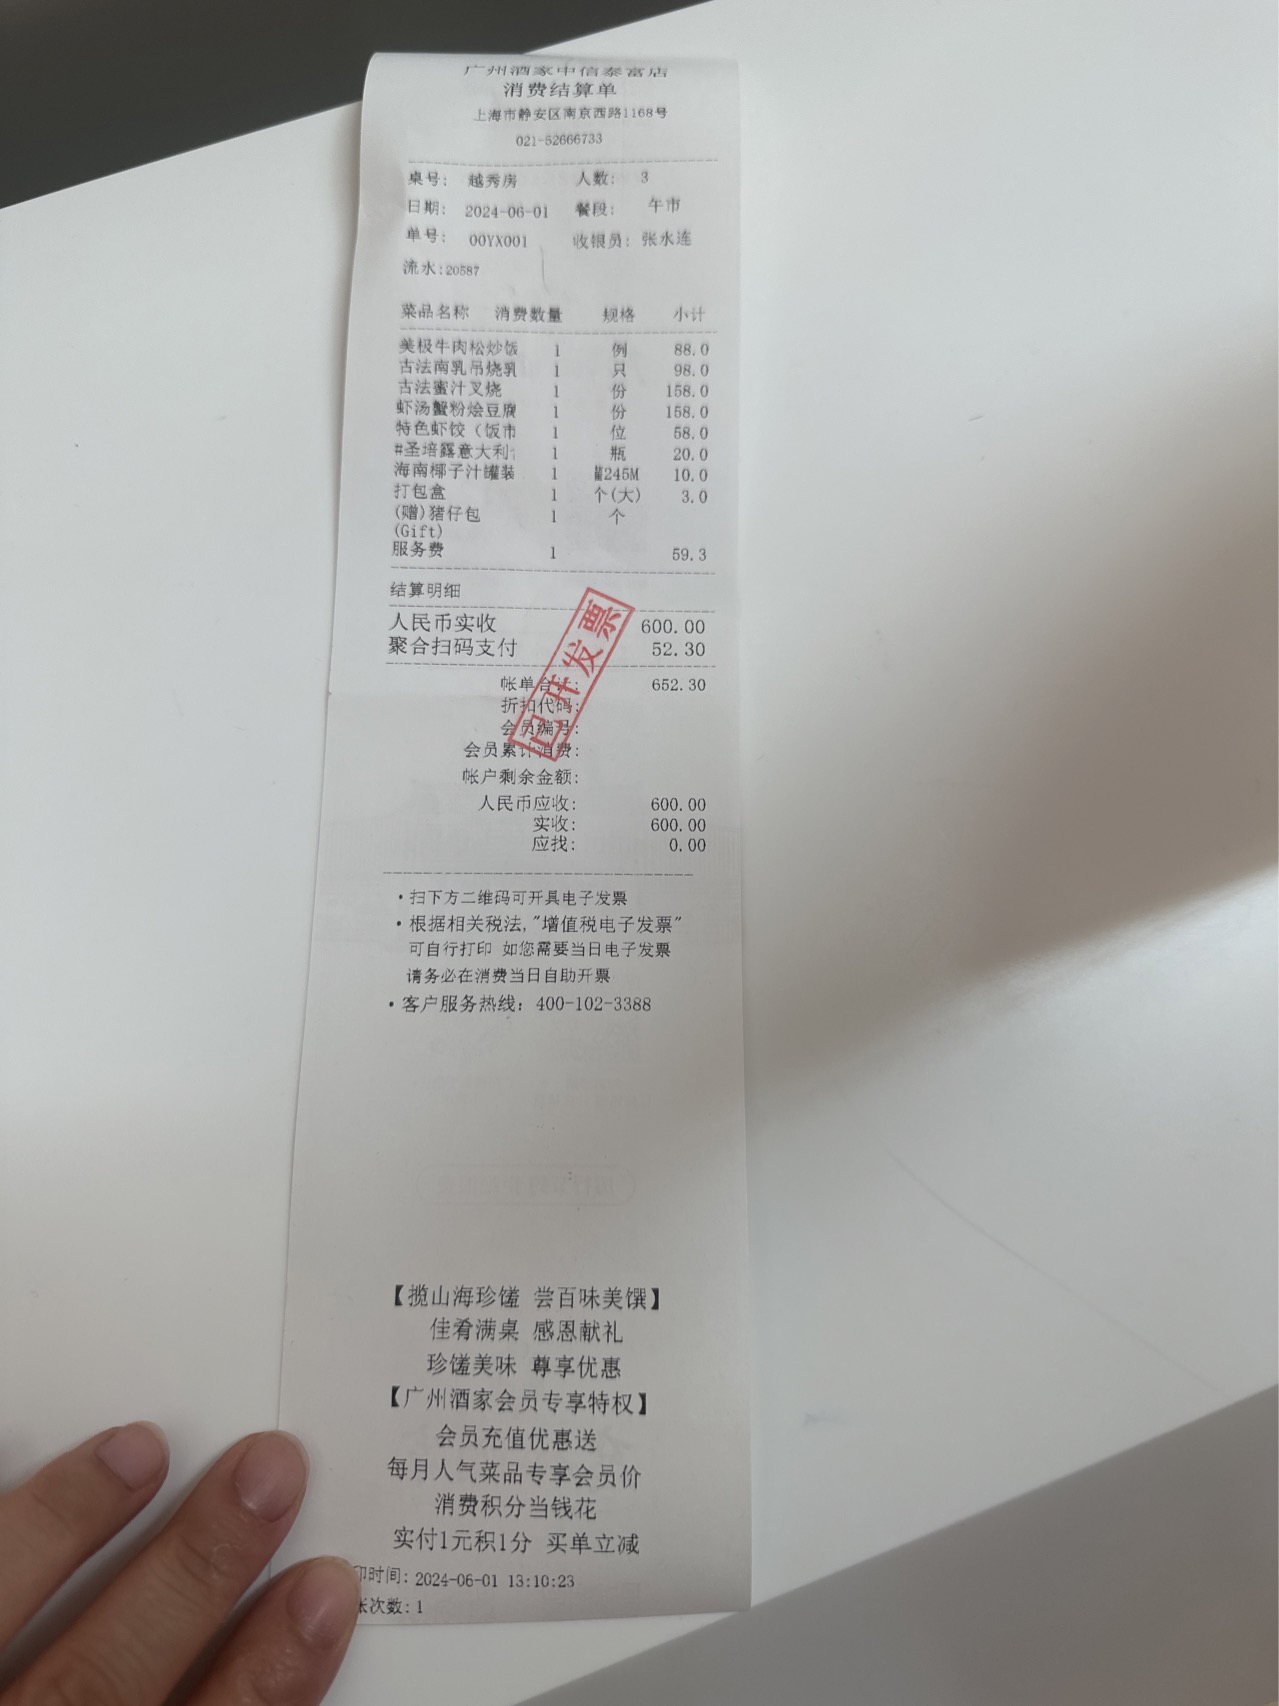 广州酒家中信泰富店
消费结算单
上海市静安区南京西路1168号
021-52666733
桌号: 越秀房 人数: 3
日期: 2024-06-01 餐段: 午市
单号: 00YX001 收银员: 张水连
流水:20587
菜品名称 消费数量 规格 小计
美极牛肉松炒饭 1 例 88.0
古法南乳吊烧乳 1 只 98.0
古法蜜汁叉烧 1 份 158.0
虾汤蟹粉烩豆腐 1 份 158.0
特色虾饺（饭市 1 位 58.0
#圣培露意大利 1 瓶 20.0
海南椰子汁罐装 1 罐245M 10.0
打包盒 1 个(大) 3.0
(赠)猪仔包 1 个
(Gift)
服务费 1 59.3
结算明细
人民币实收 600.00
聚合扫码支付 52.30
已开发票
帐单合计: 652.30
折扣代码:
会员编号:
会员累计消费:
帐户剩余金额:
人民币应收: 600.00
实收: 600.00
应找: 0.00
·扫下方二维码可开具电子发票
·根据相关税法,"增值税电子发票"
可自行打印 如您需要当日电子发票
请务必在消费当日自助开票
·客户服务热线: 400-102-3388
【揽山海珍馐 尝百味美馔】
佳肴满桌 感恩献礼
珍馐美味 尊享优惠
【广州酒家会员专享特权】
会员充值优惠送
每月人气菜品专享会员价
消费积分当钱花
实付1元积1分 买单立减
印时间: 2024-06-01 13:10:23
次数: 1